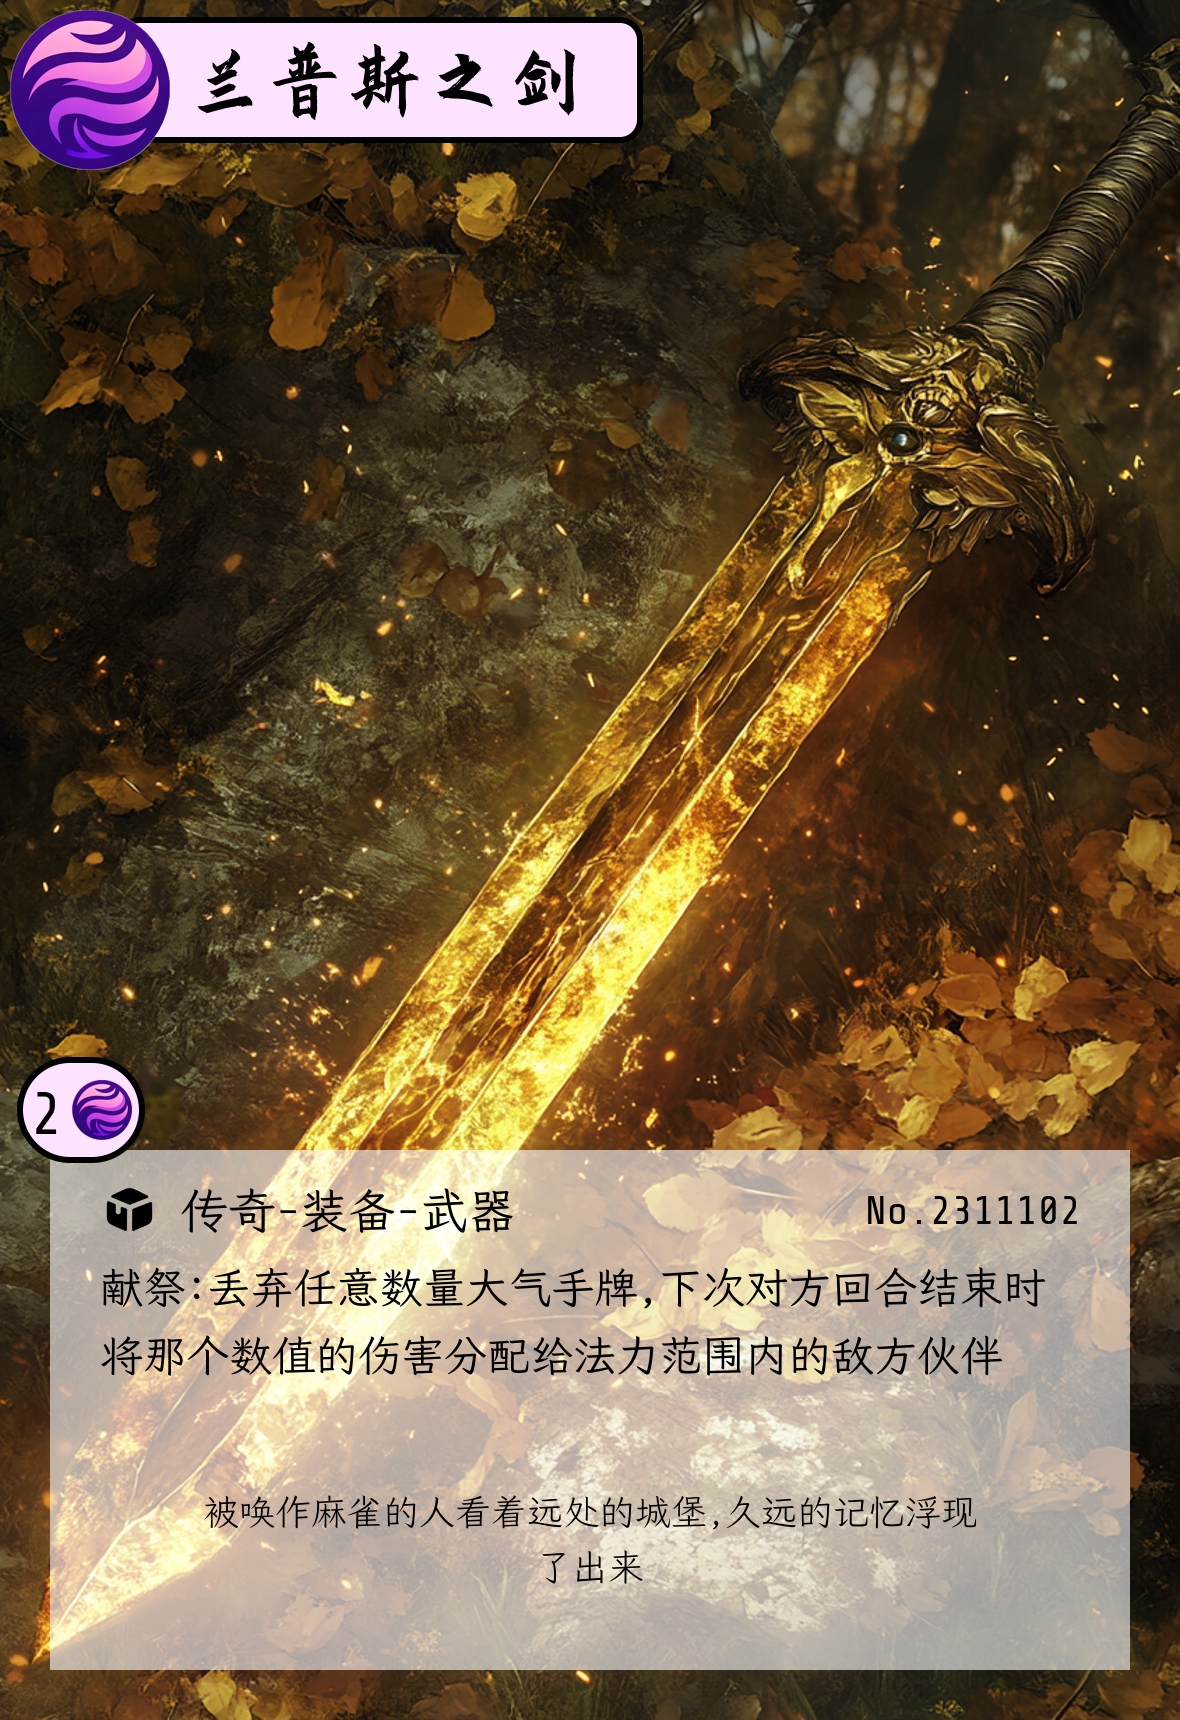 兰普斯之剑
2
传奇-装备-武器
No.2311102
献祭:丢弃任意数量大气手牌,下次对方回合结束时
将那个数值的伤害分配给法力范围内的敌方伙伴
被唤作麻雀的人看着远处的城堡,久远的记忆浮现
了出来